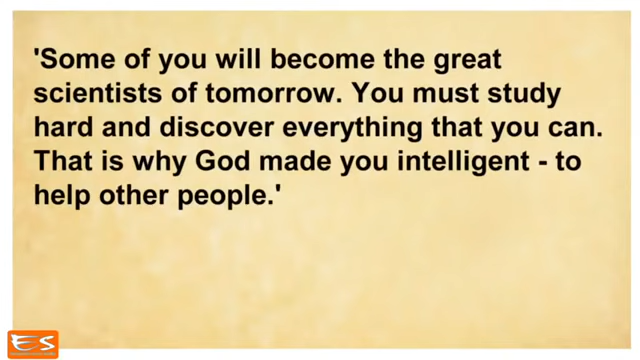 'Some of you will become the great
scientists of tomorrow. You must study
hard and discover everything that you can.
That is why God made you intelligent - to
help other people.'
ES